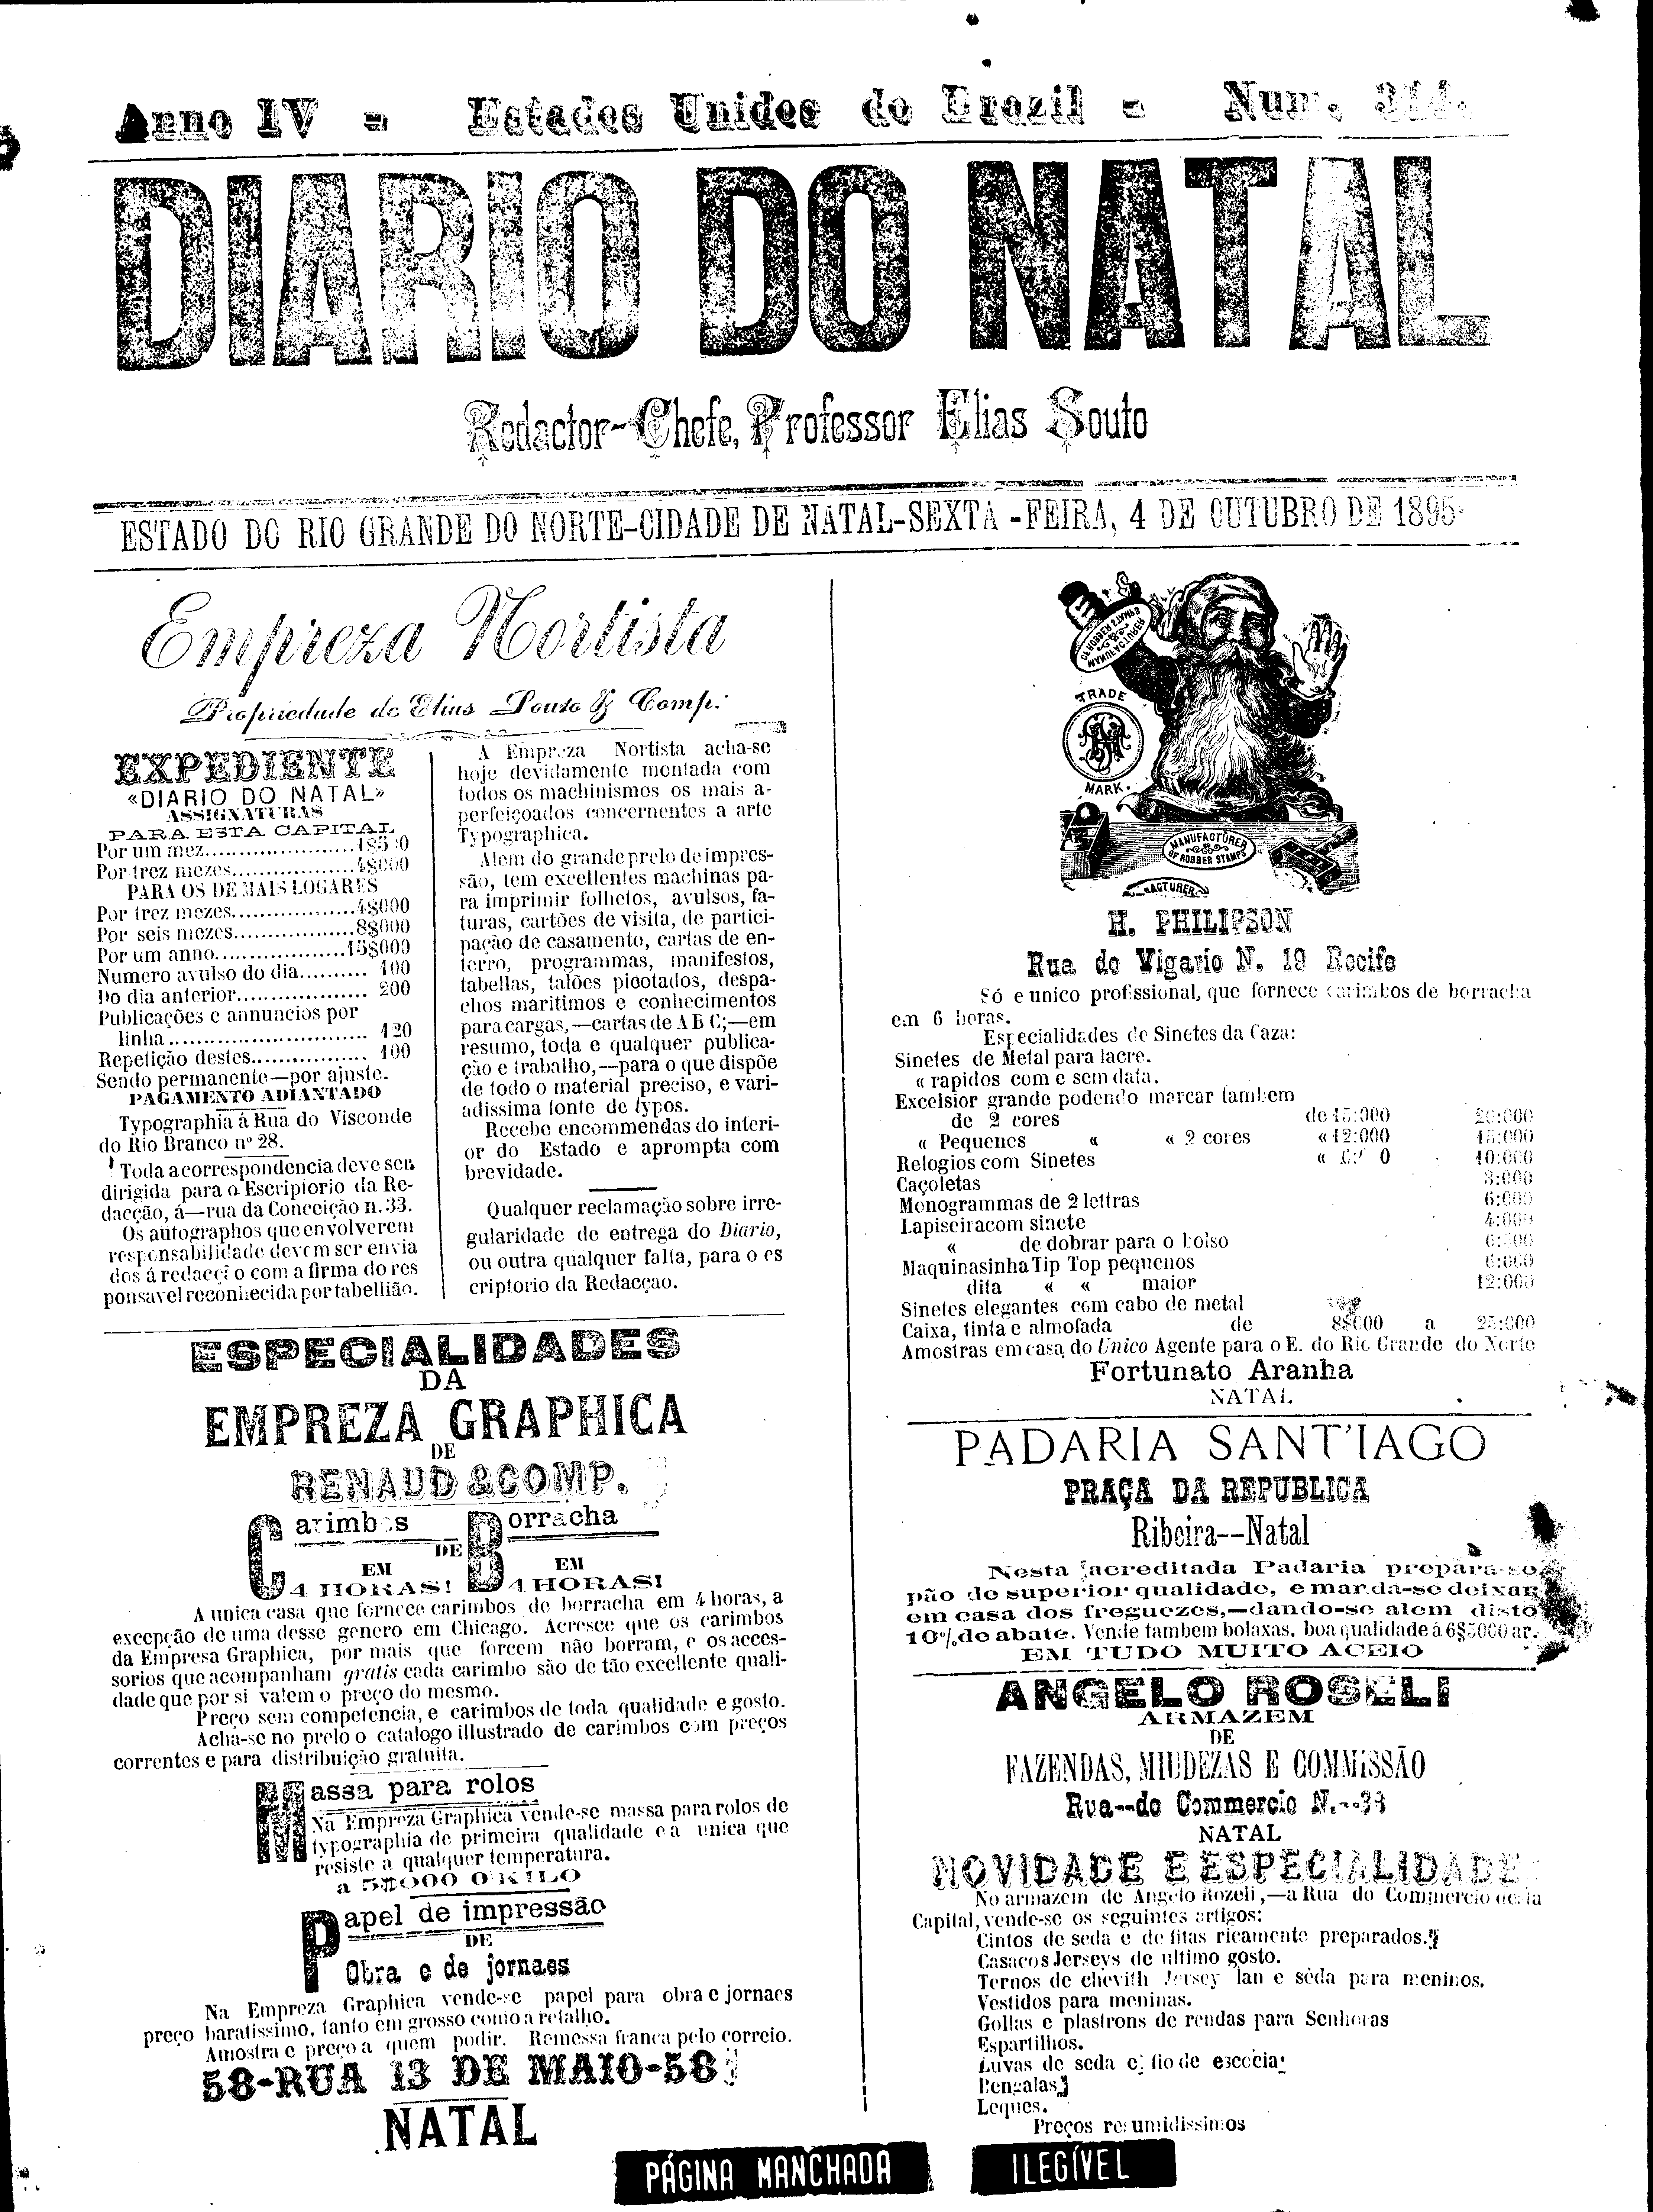 Anno IV - Estados Unidos do Brazil - Num. 314.
DIARIO DO NATAL
Redactor-Chefe, Professor Elias Souto
ESTADO DO RIO GRANDE DO NORTE-CIDADE DE NATAL-SEXTA-FEIRA, 4 DE OUTUBRO DE 1895
Empreza Nortista
Propriedade de Elias Souto & Comp.
EXPEDIENTE
«DIARIO DO NATAL»
ASSIGNATURAS
PARA ESTA CAPITAL
Por um mez......................
Por trez mezes..................4$000
PARA OS DE MAIS LOGARES
Por trez mezes..................4$000
Por seis mezes..................8$000
Por um anno...................15$000
Numero avulso do dia.......... 100
Do dia anterior................... 200
Publicações e annuncios por
linha ............................. 120
Repetição destes................. 100
Sendo permanente—por ajuste.
PAGAMENTO ADIANTADO
Typographia á Rua do Visconde
do Rio Branco nº 28.
Toda acorrespondencia deve ser
dirigida para o Escriptorio da Re-
dacção, á—rua da Conceição n. 33.
Os autographos que envolverem
responsabilidade devem ser envia
dos á redacção com a firma do res
ponsavel reconhecida por tabellião.
A Empreza Nortista acha-se
hoje devidamente montada com
todos os machinismos os mais a-
perfeiçoados concernentes a arte
Typographica.
Alem do grande prelo de impres-
são, tem excellentes machinas pa-
ra imprimir folhetos, avulsos, fa-
turas, cartões de visita, de partici-
pação de casamento, cartas de en-
terro, programmas, manifestos,
tabellas, talões picotados, despa-
chos maritimos e conhecimentos
para cargas,—cartas de A B C;—em
resumo, toda e qualquer publica-
ção e trabalho,--para o que dispõe
de todo o material preciso, e vari-
adissima fonte de typos.
Recebe encommendas do interi-
or do Estado e aprompta com
brevidade.
Qualquer reclamação sobre irre-
gularidade de entrega do Diario,
ou outra qualquer falta, para o es
criptorio da Redacçao.
ESPECIALIDADES
DA
EMPREZA GRAPHICA
DE
RENAUD & COMP.
Carimbos DE Borracha
EM EM
4 HORAS! 4 HORAS!
A unica casa que fornece carimbos de borracha em 4 horas, a
excepção de uma desse genero em Chicago. Acresce que os carimbos
da Empresa Graphica, por mais que forcem não borram, e os acces-
sorios que acompanham gratis cada carimbo são de tão excellente quali-
dade que por si valem o preço do mesmo.
Preço sem competencia, e carimbos de toda qualidade e gosto.
Acha-se no prelo o catalogo illustrado de carimbos com preços
correntes e para distribuição gratuita.
Massa para rolos
Na Empreza Graphica vende-se massa para rolos de
typographia de primeira qualidade e a unica que
resiste a qualquer temperatura.
a 5$000 O KILO
Papel de impressão
DE
Obra e de jornaes
Na Empreza Graphica vende-se papel para obra e jornaes
preço baratissimo, tanto em grosso como a retalho.
Amostra e preço a quem podir. Remessa franca pelo correio.
58-RUA 13 DE MAIO-58
NATAL
MANUFACTURER
OF RUBBER STAMPS
TRADE
MARK.
MANUFACTURER
OF RUBBER STAMPS
H. PHILIPSON
Rua do Vigario N. 19 Recife
Só e unico profissional, que fornece carimbos de borracha
em 6 horas.
Especialidades de Sinetes da Caza:
Sinetes de Metal para lacre.
« rapidos com e sem data.
Excelsior grande podendo marcar tambem
de 2 cores de 15:000 20:000
« Pequenos « « 2 cores « 12:000 15:000
Relogios com Sinetes « 10:000
Caçoletas 3:000
Monogrammas de 2 lettras 6:000
Lapiseira com sinete 4:000
« de dobrar para o bolso 6:500
Maquinasinha Tip Top pequenos 6:000
dita « « maior 12:000
Sinetes elegantes com cabo de metal
Caixa, tinta e almofada de 8$000 a 25:000
Amostras em casa do Unico Agente para o E. do Rio Grande do Norte
Fortunato Aranha
NATAL
PADARIA SANT'IAGO
PRAÇA DA REPUBLICA
Ribeira--Natal
Nesta acreditada Padaria prepara-se
pão de superior qualidade, e manda-se deixar
em casa dos freguezes,—dando-se alem disto
10%, de abate. Vende tambem bolaxas, boa qualidade á 6$5000 ar.
EM TUDO MUITO ACEIO
ANGELO ROSELI
ARMAZEM
DE
FAZENDAS, MIUDEZAS E COMMISSÃO
Rua--do Commercio N.--33
NATAL
NOVIDADE E ESPECIALIDADE
No armazem de Angelo Rozeli,—a Rua do Commercio desta
Capital, vende-se os seguintes artigos:
Cintos de seda e de fitas ricamente preparados.
Casacos Jerseys de ultimo gosto.
Ternos de chevith Jersey lan e sèda para meninos.
Vestidos para meninas.
Gollas e plastrons de rendas para Senhoras
Espartilhos.
Luvas de seda e fio de escocia
Bengalas
Leques.
Preços resumidissimos
PÁGINA MANCHADA
ILEGÍVEL